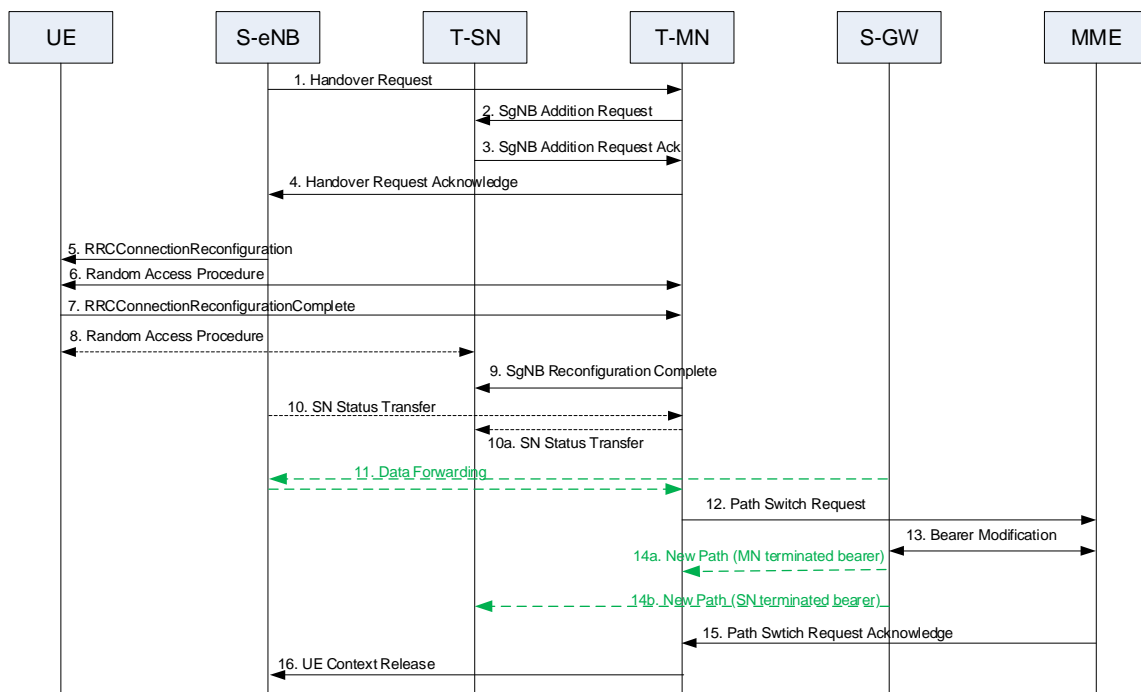 UE
S-eNB
T-SN
T-MN
S-GW
MME
1. Handover Request
2. SgNB Addition Request
3. SgNB Addition Request Ack
4. Handover Request Acknowledge
5. RRCConnectionReconfiguration
6. Random Access Procedure
7. RRCConnectionReconfigurationComplete
8. Random Access Procedure
9. SgNB Reconfiguration Complete
10. SN Status Transfer
10a. SN Status Transfer
11. Data Forwarding
12. Path Switch Request
13. Bearer Modification
14a. New Path (MN terminated bearer)
14b. New Path (SN terminated bearer)
15. Path Swtich Request Acknowledge
16. UE Context Release